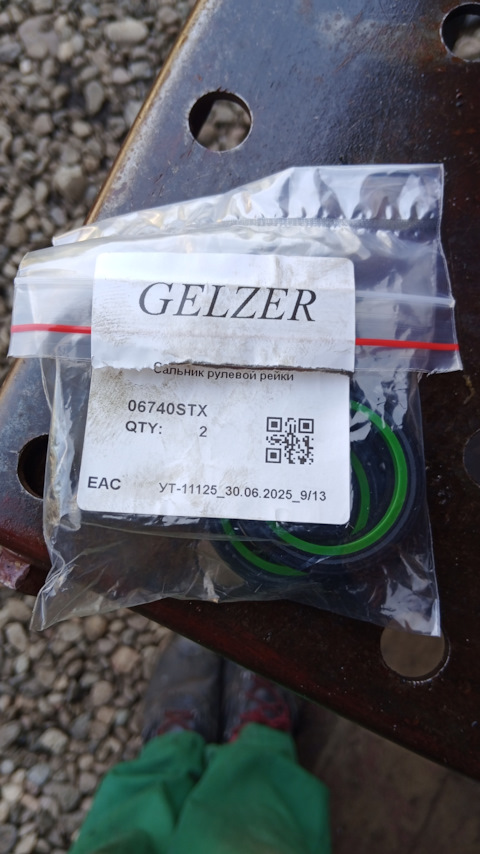 GELZER
Сальник рулевой рейки
06740STX
QTY: 2
EAC УТ-11125_30.06.2025_9/13